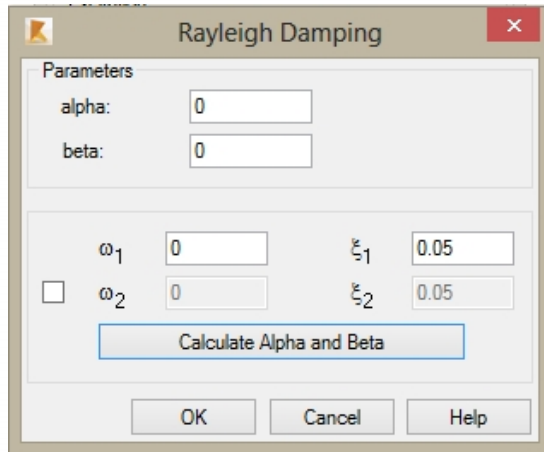 Rayleigh Damping
Parameters
alpha: 0
beta: 0
ω1 0 ξ1 0.05
ω2 0 ξ2 0.05
Calculate Alpha and Beta
OK Cancel Help